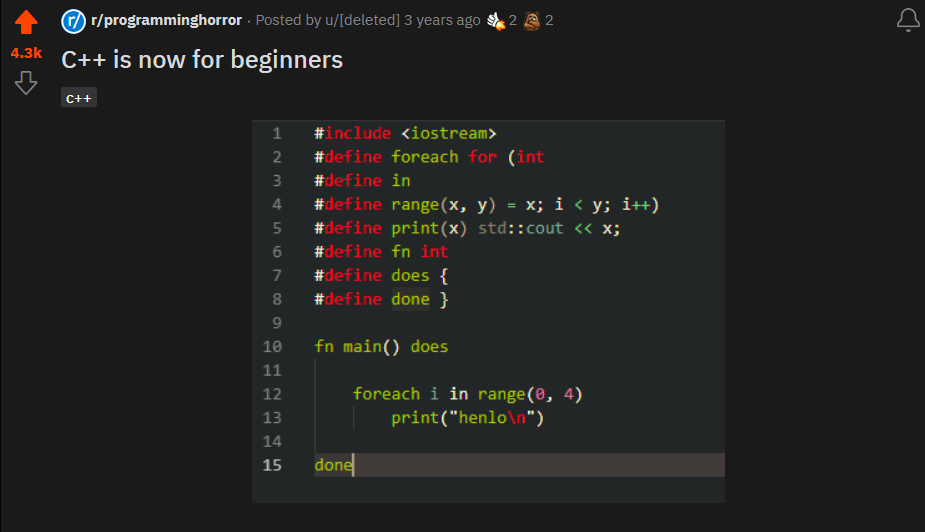 r/programminghorror · Posted by u/[deleted] 3 years ago 2 2
4.3k
C++ is now for beginners
C++
1 #include <iostream>
2 #define foreach for (int
3 #define in
4 #define range(x, y) = x; i < y; i++)
5 #define print(x) std::cout << x;
6 #define fn int
7 #define does {
8 #define done }
9
10 fn main() does
11
12 foreach i in range(0, 4)
13 print("henlo\n")
14
15 done